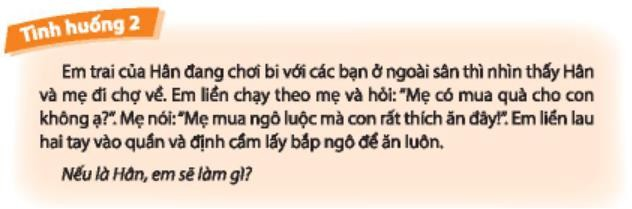 Tình huống 2
Em trai của Hân đang chơi bi với các bạn ở ngoài sân thì nhìn thấy Hân
và mẹ đi chợ về. Em liền chạy theo mẹ và hỏi: “Mẹ có mua quà cho con
không ạ?”. Mẹ nói: “Mẹ mua ngô luộc mà con rất thích ăn đây!”. Em liền lau
hai tay vào quần và định cầm lấy bắp ngô để ăn luôn.
Nếu là Hân, em sẽ làm gì?